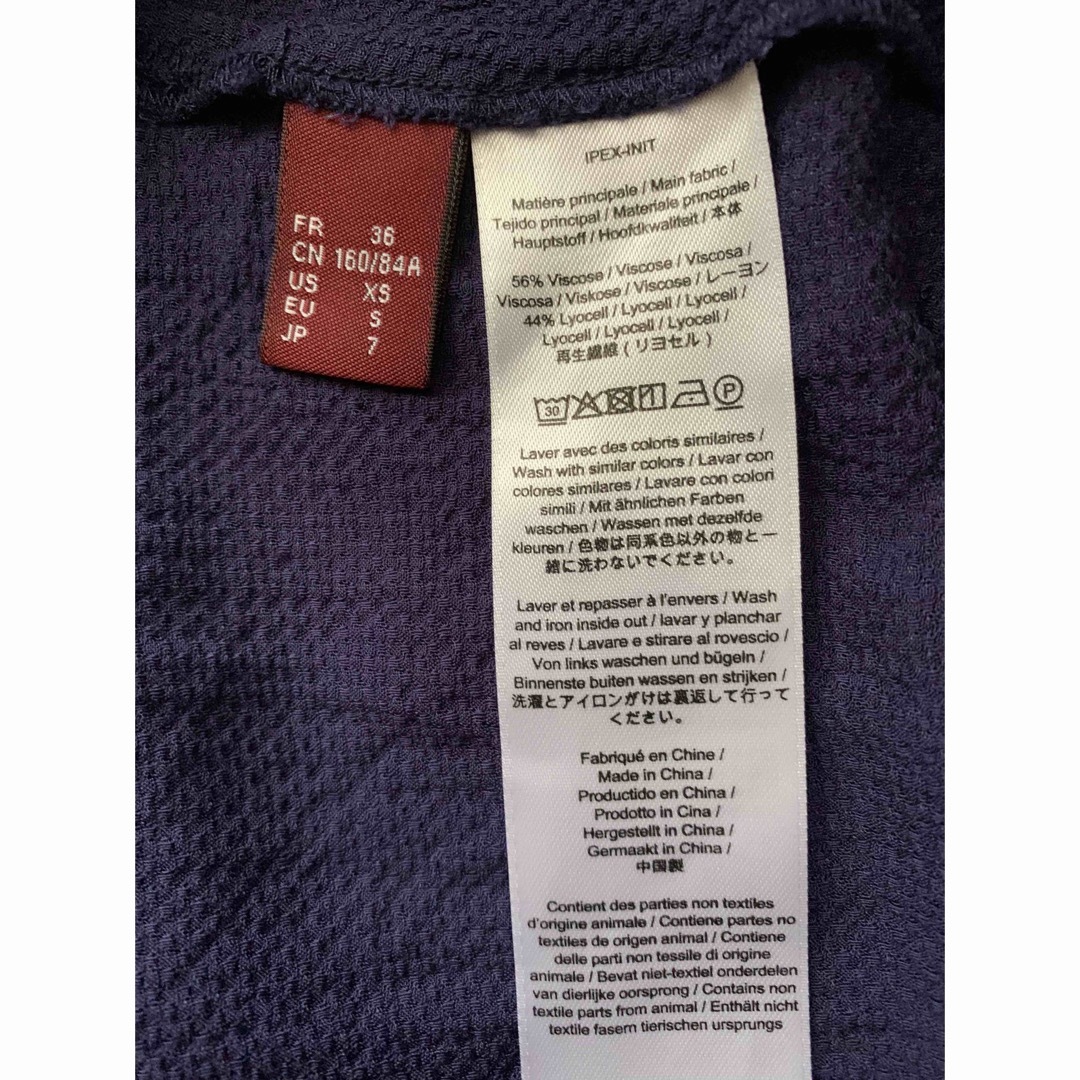 FR 36
CN 160/84A
US XS
EU S
JP 7
IPEX-INIT
Matière principale / Main fabric /
Tejido principal / Materiale principale /
Hauptstoff / Hoofdkwaliteit / 本体
56% Viscose / Viscose / Viscosa /
Viscosa / Viskose / Viscose / レーヨン
44% Lyocell / Lyocell / Lyocell /
Lyocell / Lyocell / Lyocell /
再生繊維 ( リヨセル )
30 P
Laver avec des coloris similaires /
Wash with similar colors / Lavar con
colores similares / Lavare con colori
simili / Mit ähnlichen Farben
waschen / Wassen met dezelfde
kleuren / 色物は同系色以外の物と一
緒に洗わないでください。
Laver et repasser à l'envers / Wash
and iron inside out / lavar y planchar
al reves / Lavare e stirare al rovescio /
Von links waschen und bügeln /
Binnenste buiten wassen en strijken /
洗濯とアイロンがけは裏返して行って
ください。
Fabriqué en Chine /
Made in China /
Productido en China /
Prodotto in Cina /
Hergestellt in China /
Germaakt in China /
中国製
Contient des parties non textiles
d'origine animale / Contiene partes no
textiles de origen animal / Contiene
delle parti non tessile di origine
animale / Bevat niet-textiel onderdelen
van dierlijke oorsprong / Contains non
textile parts from animal / Enthält nicht
textile fasern tierischen ursprungs